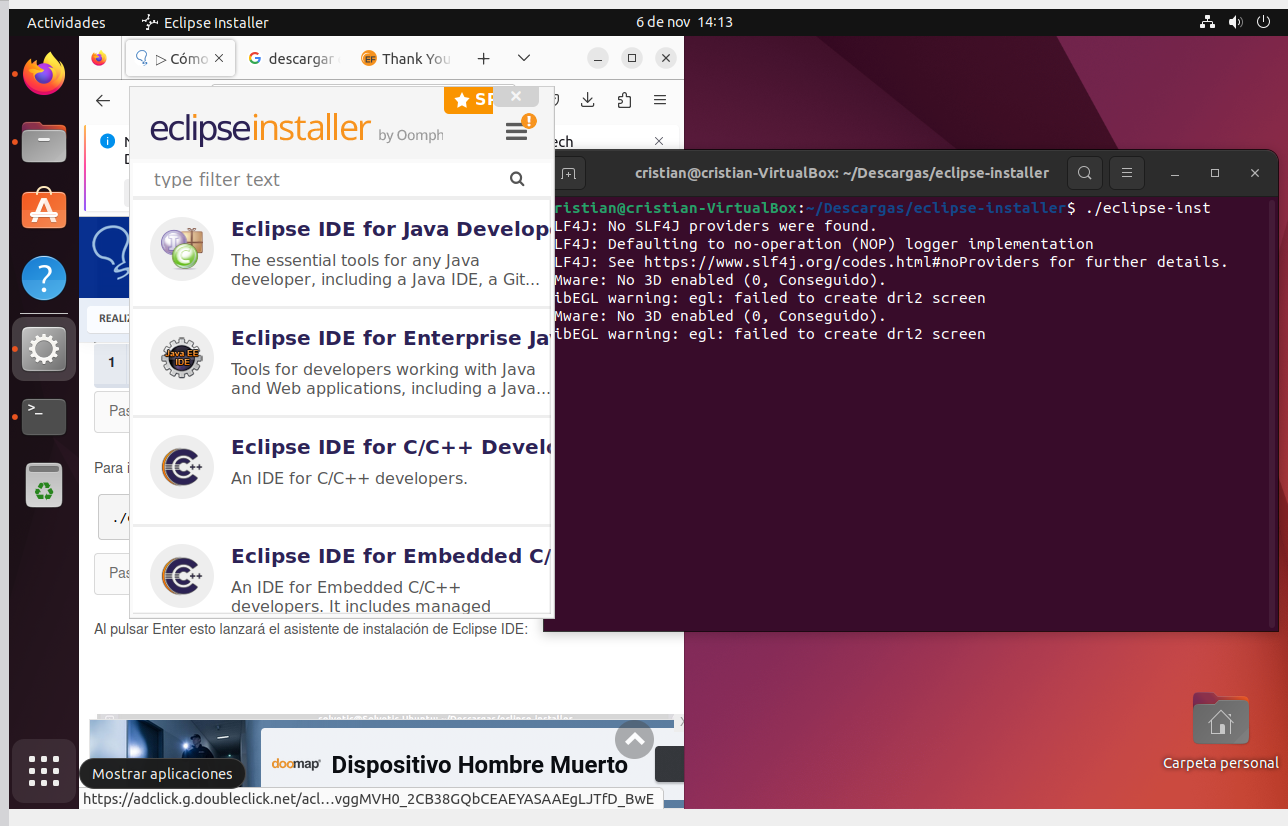 Actividades
Eclipse Installer
6 de nov 14:13
▷ Cómo
descargar
Thank You
SP
eclipseinstaller by Oomph
type filter text
Eclipse IDE for Java Develop
The essential tools for any Java
developer, including a Java IDE, a Git...
Eclipse IDE for Enterprise Ja
Java EE
IDE
Tools for developers working with Java
and Web applications, including a Java...
Eclipse IDE for C/C++ Develo
An IDE for C/C++ developers.
Eclipse IDE for Embedded C/
An IDE for Embedded C/C++
developers. It includes managed
N
D
ech
REALIZ
1
Pas
Para i
./
Pas
Al pulsar Enter esto lanzará el asistente de instalación de Eclipse IDE:
cristian@cristian-VirtualBox: ~/Descargas/eclipse-installer
ristian@cristian-VirtualBox:~/Descargas/eclipse-installer$ ./eclipse-inst
LF4J: No SLF4J providers were found.
LF4J: Defaulting to no-operation (NOP) logger implementation
LF4J: See https://www.slf4j.org/codes.html#noProviders for further details.
Mware: No 3D enabled (0, Conseguido).
ibEGL warning: egl: failed to create dri2 screen
Mware: No 3D enabled (0, Conseguido).
ibEGL warning: egl: failed to create dri2 screen
doomap
Dispositivo Hombre Muerto
Mostrar aplicaciones
https://adclick.g.doubleclick.net/acl…vggMVH0_2CB38GQbCEAEYASAAEgLJTfD_BwE
Carpeta personal